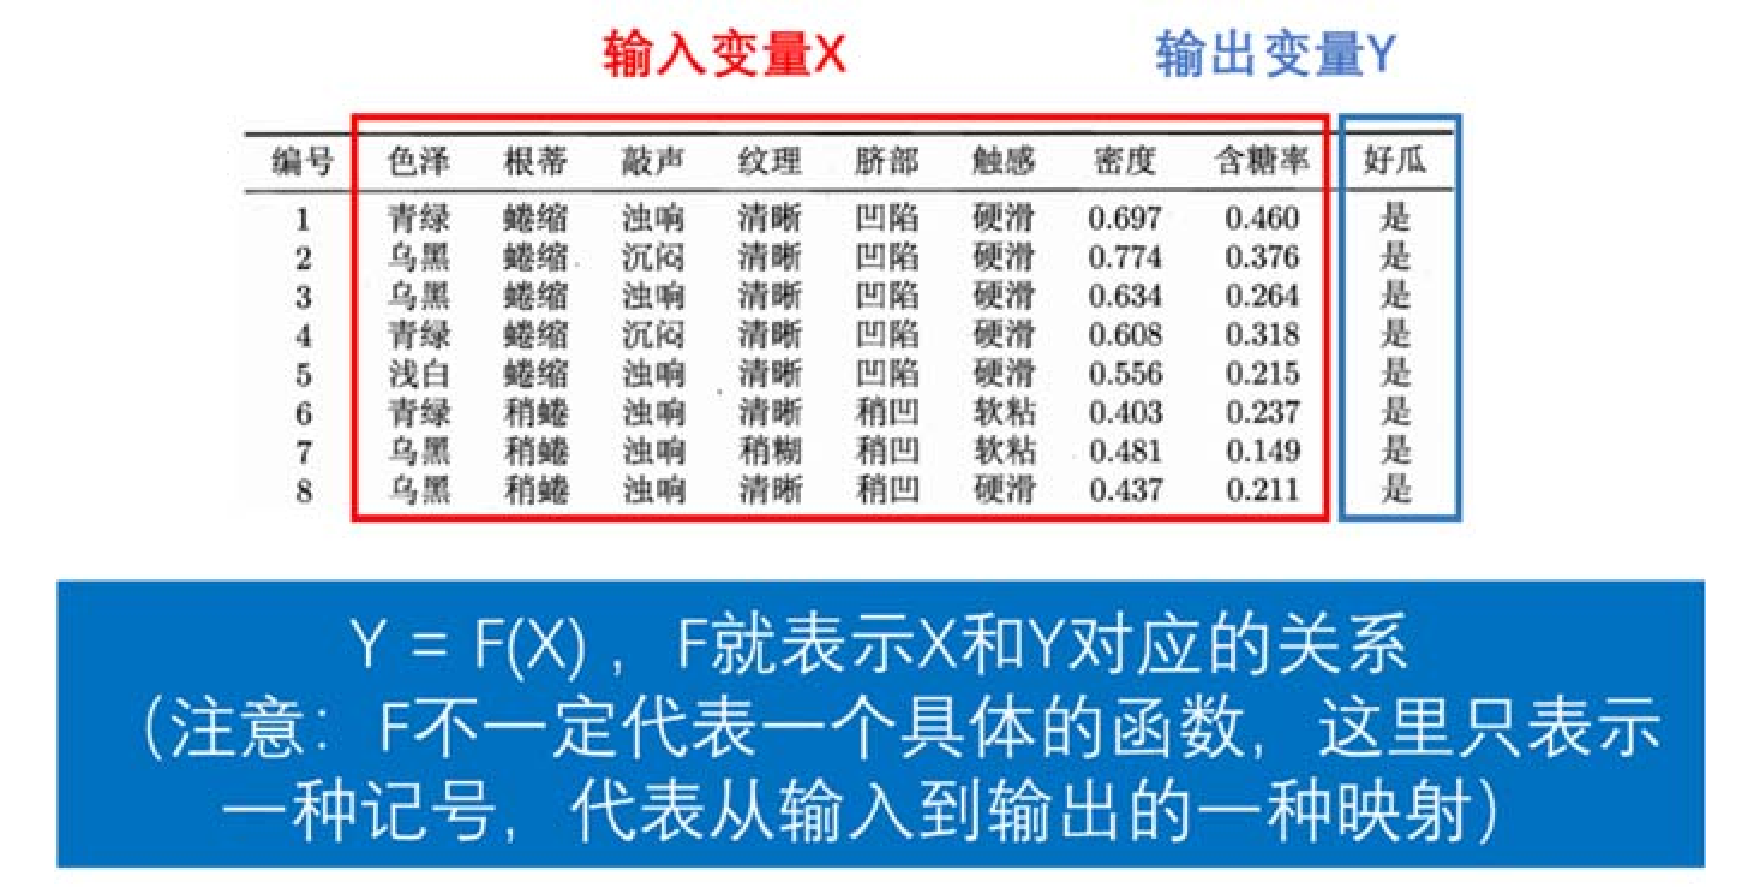 输入变量X 输出变量Y
编号 色泽 根蒂 敲声 纹理 脐部 触感 密度 含糖率 好瓜
1 青绿 蜷缩 浊响 清晰 凹陷 硬滑 0.697 0.460 是
2 乌黑 蜷缩 沉闷 清晰 凹陷 硬滑 0.774 0.376 是
3 乌黑 蜷缩 浊响 清晰 凹陷 硬滑 0.634 0.264 是
4 青绿 蜷缩 沉闷 清晰 凹陷 硬滑 0.608 0.318 是
5 浅白 蜷缩 浊响 清晰 凹陷 硬滑 0.556 0.215 是
6 青绿 稍蜷 浊响 清晰 稍凹 软粘 0.403 0.237 是
7 乌黑 稍蜷 浊响 稍糊 稍凹 软粘 0.481 0.149 是
8 乌黑 稍蜷 浊响 清晰 稍凹 硬滑 0.437 0.211 是
Y = F(X)，F就表示X和Y对应的关系
（注意：F不一定代表一个具体的函数，这里只表示
一种记号，代表从输入到输出的一种映射）